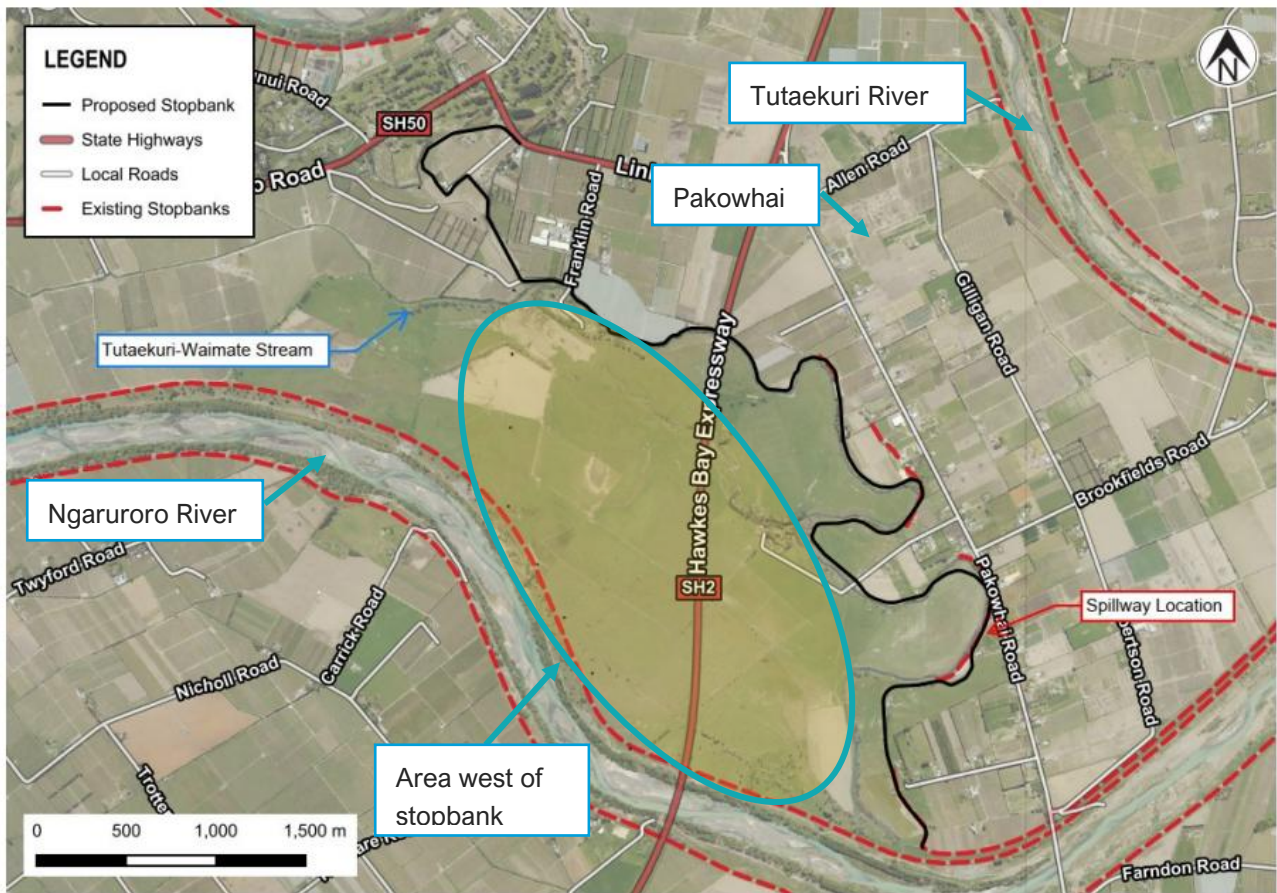 LEGEND
Proposed Stopbank
State Highways
Local Roads
Existing Stopbanks
SH50
Tutaekuri River
N
Pakowhai
Allen Road
Franklin Road
Gilligan Road
Tutaekuri-Waimate Stream
Hawkes Bay Expressway
Brookfields Road
Ngaruroro River
Twyford Road
SH2
Pakowhai Road
Spillway Location
Carrick Road
Nicholl Road
Area west of
stopbank
0 500 1,000 1,500 m
Farndon Road